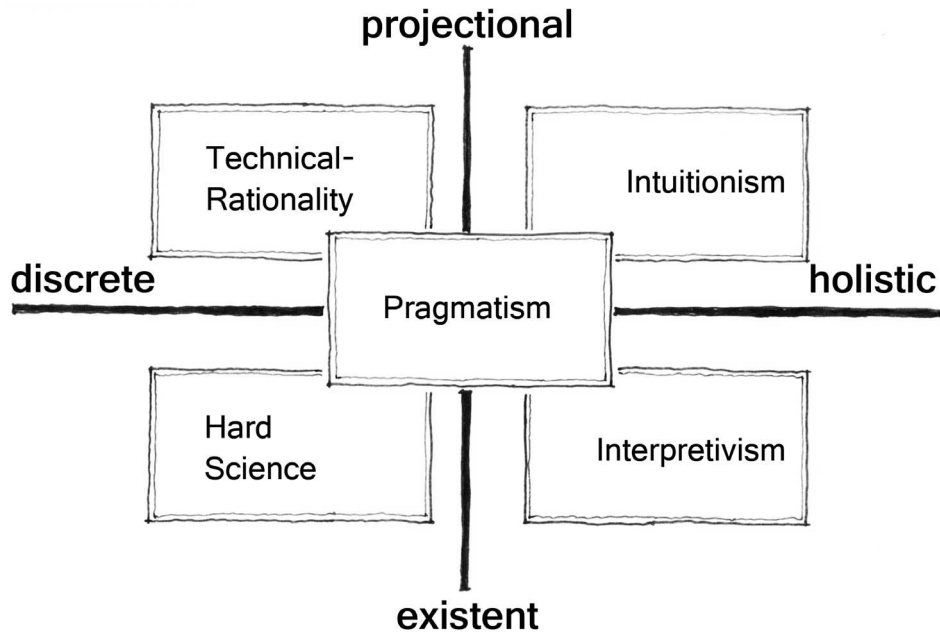 projectional
Technical-
Rationality
Intuitionism
discrete
holistic
Pragmatism
Hard
Science
Interpretivism
existent